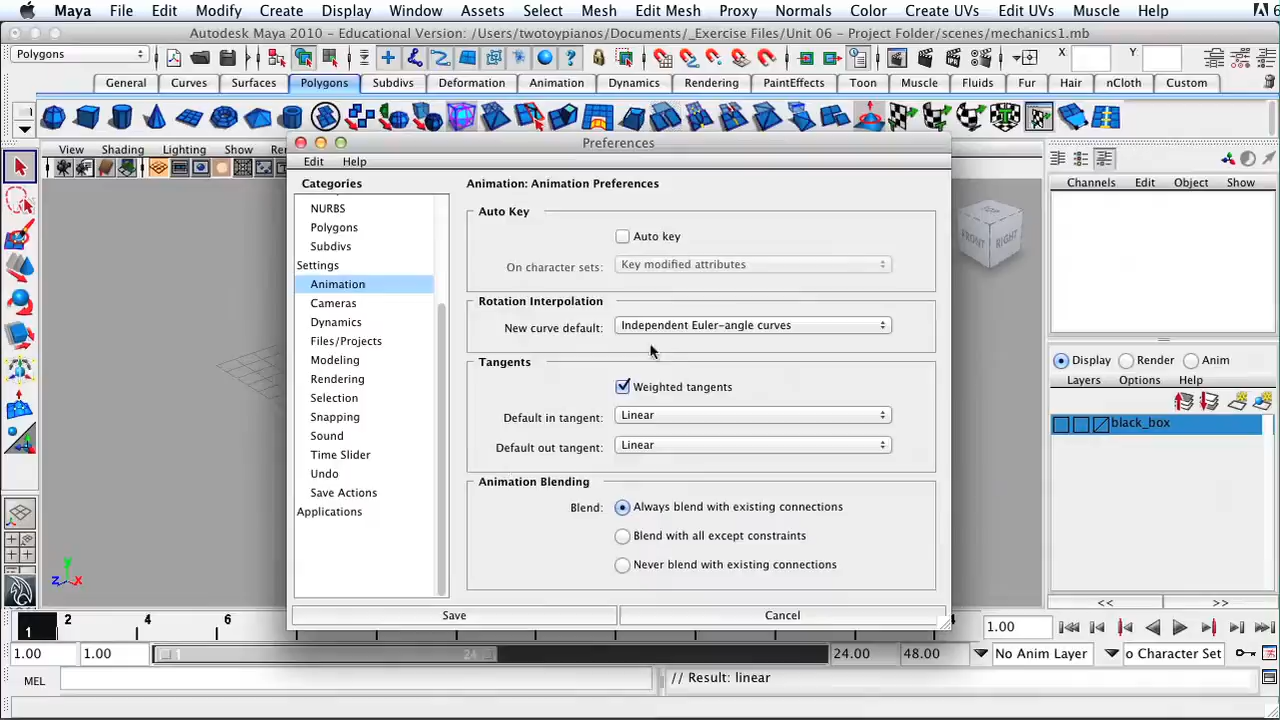 Maya File Edit Modify Create Display Window Assets Select Mesh Edit Mesh Proxy Normals Color Create UVs Edit UVs Muscle Help 6
Autodesk Maya 2010 - Educational Version: /Users/twotoypianos/Documents/_Exercise Files/Unit 06 - Project Folder/scenes/mechanics1.mb
Polygons X Y
General Curves Surfaces Polygons Subdivs Deformation Animation Dynamics Rendering PaintEffects Toon Muscle Fluids Fur Hair nCloth Custom
View Shading Lighting Show Ren
Preferences
Edit Help
Categories
NURBS
Polygons
Subdivs
Settings
Animation
Cameras
Dynamics
Files/Projects
Modeling
Rendering
Selection
Snapping
Sound
Time Slider
Undo
Save Actions
Applications
Animation: Animation Preferences
Auto Key
Auto key
On character sets: Key modified attributes
Rotation Interpolation
New curve default: Independent Euler-angle curves
Tangents
Weighted tangents
Default in tangent: Linear
Default out tangent: Linear
Animation Blending
Blend: Always blend with existing connections
Blend with all except constraints
Never blend with existing connections
Save Cancel
FRONT RIGHT
Channels Edit Object Show
Display Render Anim
Layers Options Help
black_box
<< >>
y
z x
1 2 4 6 4 1.00
1.00 1.00 1 24 24.00 48.00 No Anim Layer o Character Set
MEL // Result: linear